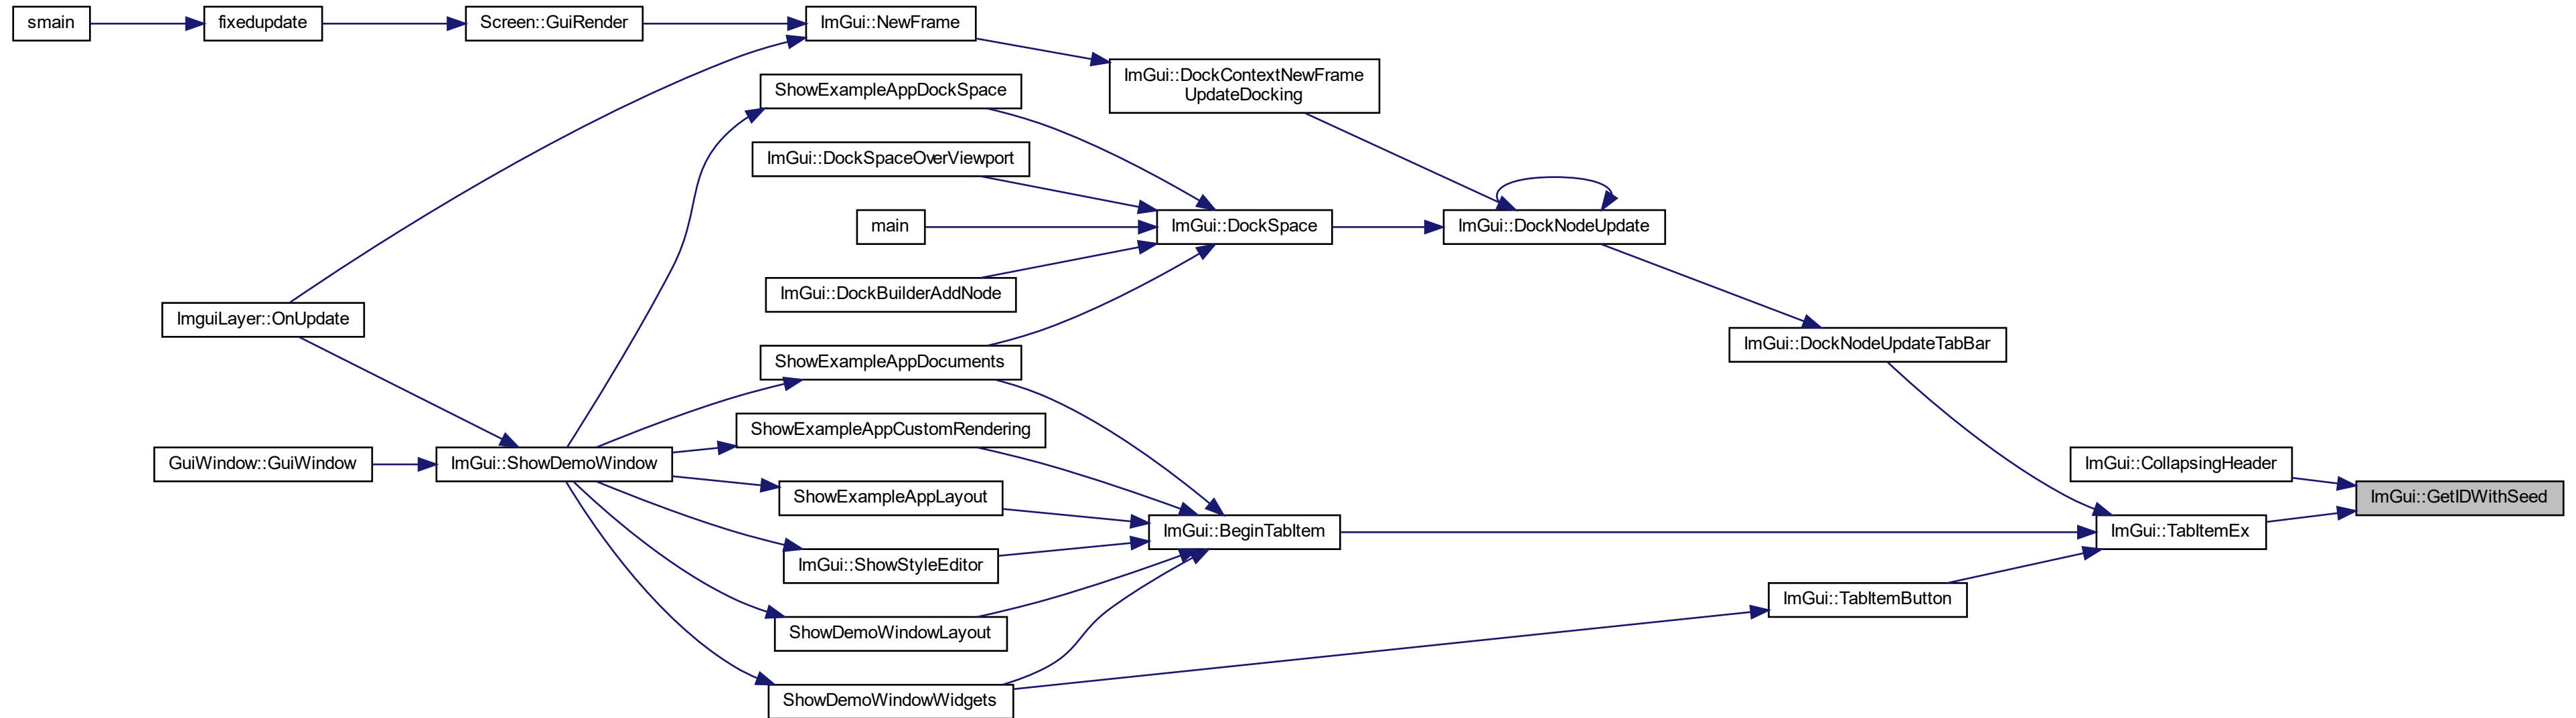 smain
fixedupdate
Screen::GuiRender
ImGui::NewFrame
ImGui::DockContextNewFrame
UpdateDocking
ShowExampleAppDockSpace
ImGui::DockSpaceOverViewport
main
ImGui::DockSpace
ImGui::DockNodeUpdate
ImGui::DockBuilderAddNode
ImguiLayer::OnUpdate
ImGui::DockNodeUpdateTabBar
ShowExampleAppDocuments
ShowExampleAppCustomRendering
GuiWindow::GuiWindow
ImGui::ShowDemoWindow
ImGui::CollapsingHeader
ShowExampleAppLayout
ImGui::GetIDWithSeed
ImGui::BeginTabItem
ImGui::TabItemEx
ImGui::ShowStyleEditor
ImGui::TabItemButton
ShowDemoWindowLayout
ShowDemoWindowWidgets